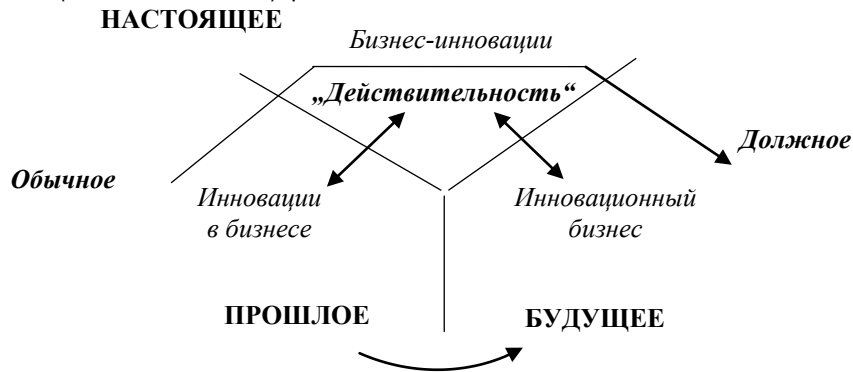 НАСТОЯЩЕЕ
Бизнес-инновации
„Действительность“
Должное
Обычное
Инновации
в бизнесе
Инновационный
бизнес
ПРОШЛОЕ
БУДУЩЕЕ